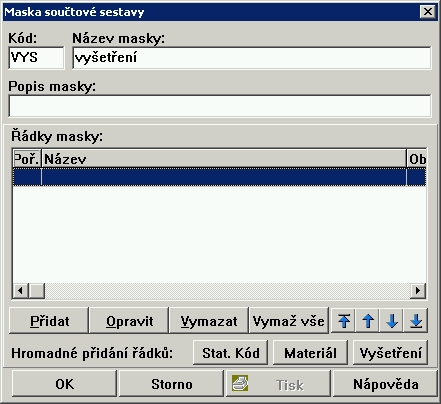 Maska součtové sestavy
Kód: Název masky:
VYS vyšetření
Popis masky:
Řádky masky:
Poř. Název Ob
Přidat Opravit Vymazat Vymaž vše
Hromadné přidání řádků: Stat. Kód Materiál Vyšetření
OK Storno Tisk Nápověda